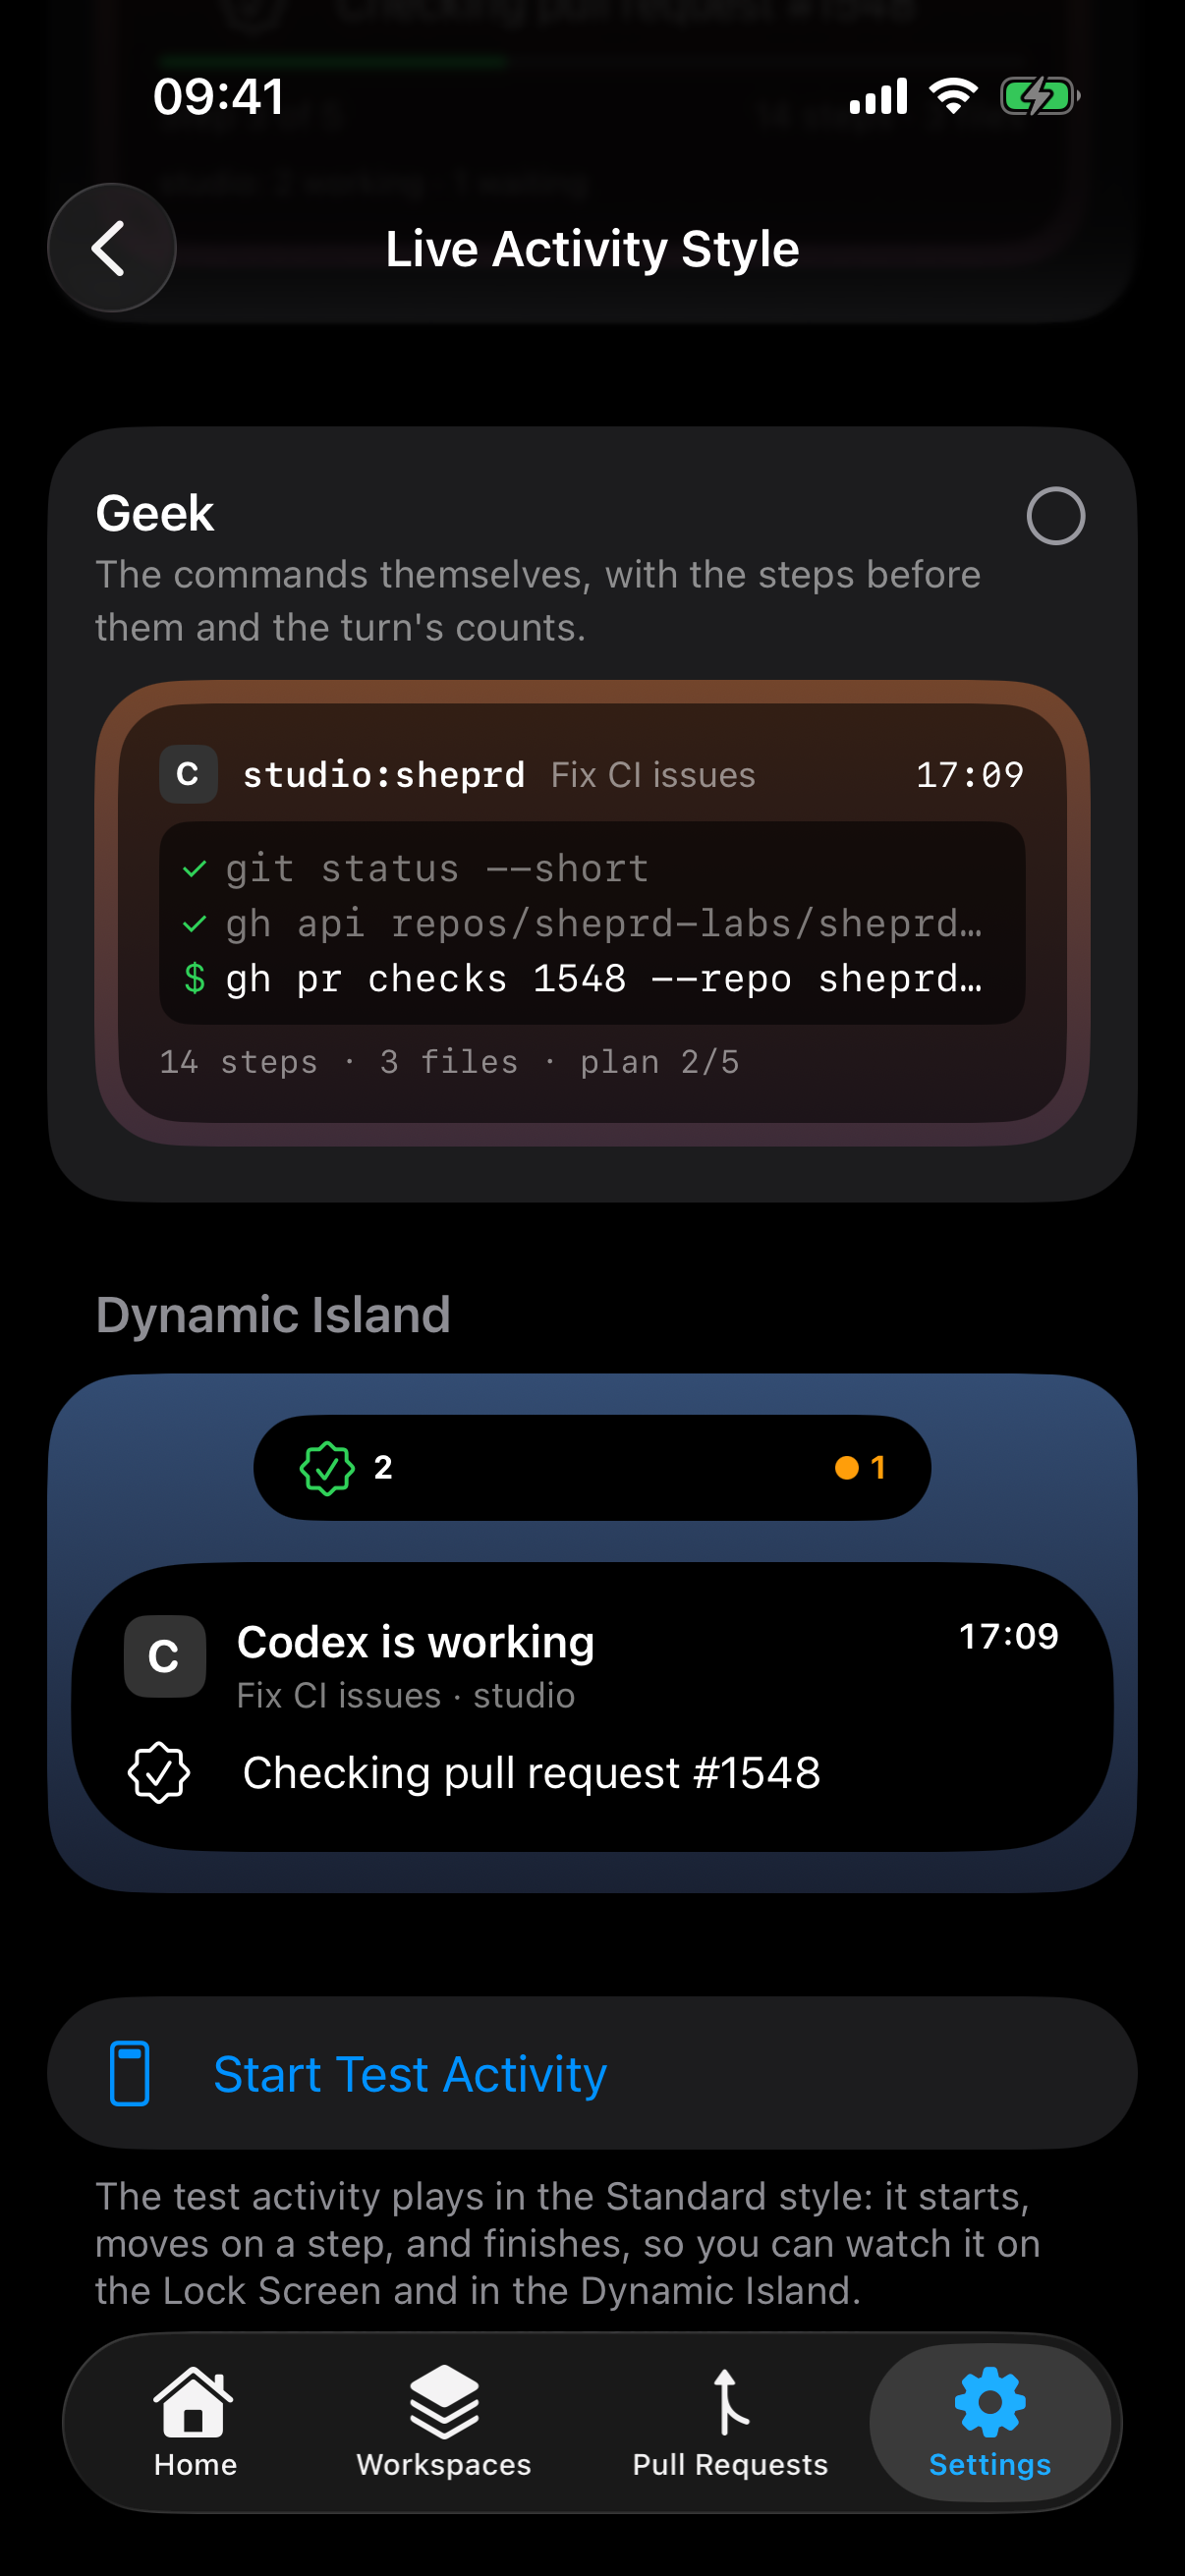 09:41
Live Activity Style
Geek
The commands themselves, with the steps before
them and the turn's counts.
C studio:sheprd Fix CI issues 17:09
✓ git status --short
✓ gh api repos/sheprd-labs/sheprd…
$ gh pr checks 1548 --repo sheprd…
14 steps · 3 files · plan 2/5
Dynamic Island
2 1
C Codex is working 17:09
Fix CI issues · studio
Checking pull request #1548
Start Test Activity
The test activity plays in the Standard style: it starts,
moves on a step, and finishes, so you can watch it on
the Lock Screen and in the Dynamic Island.
Home Workspaces Pull Requests Settings